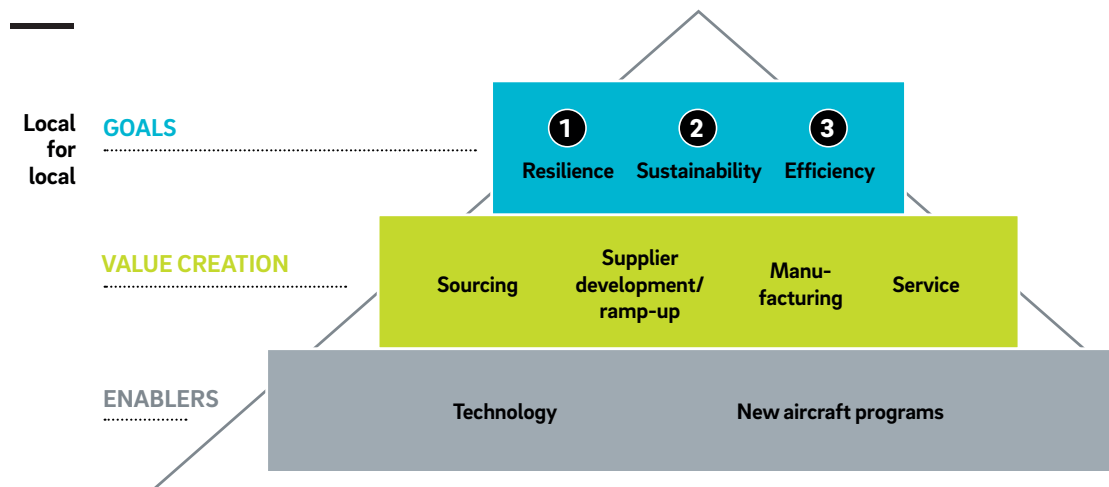 Local
for
local
GOALS
1 2 3
Resilience Sustainability Efficiency
VALUE CREATION
Sourcing
Supplier
development/
ramp-up
Manu-
facturing
Service
ENABLERS
Technology New aircraft programs